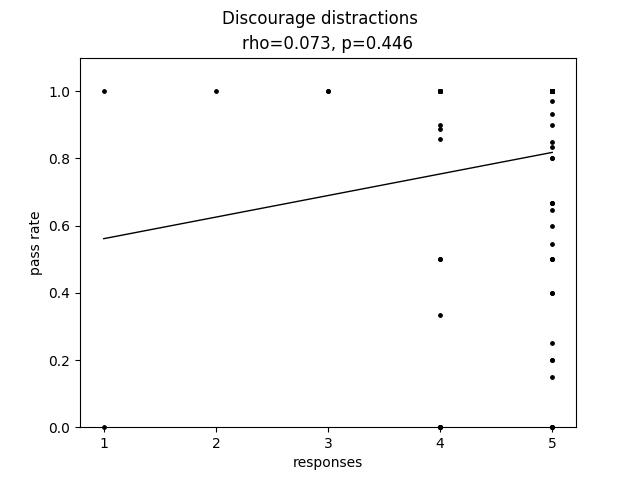 Discourage distractions
rho=0.073, p=0.446
1.0
0.8
0.6
0.4
0.2
0.0
pass rate
1 2 3 4 5
responses